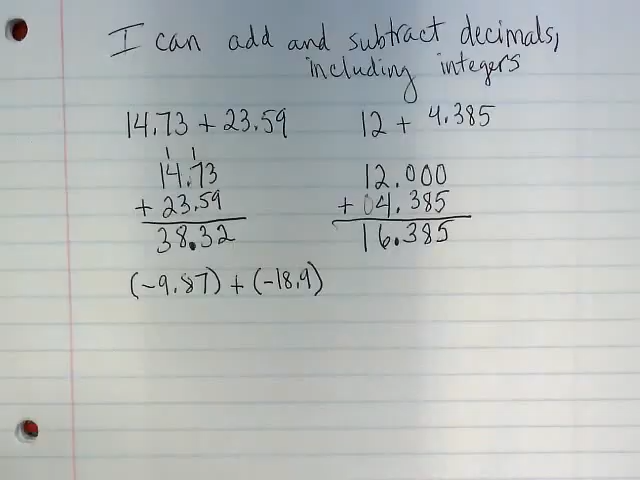 I can add and subtract decimals,
including integers
14.73 + 23.59
12 + 4.385
1 1
14.73
+ 23.59
38.32
12.000
+ 04.385
16.385
(-9.87) + (-18.9)